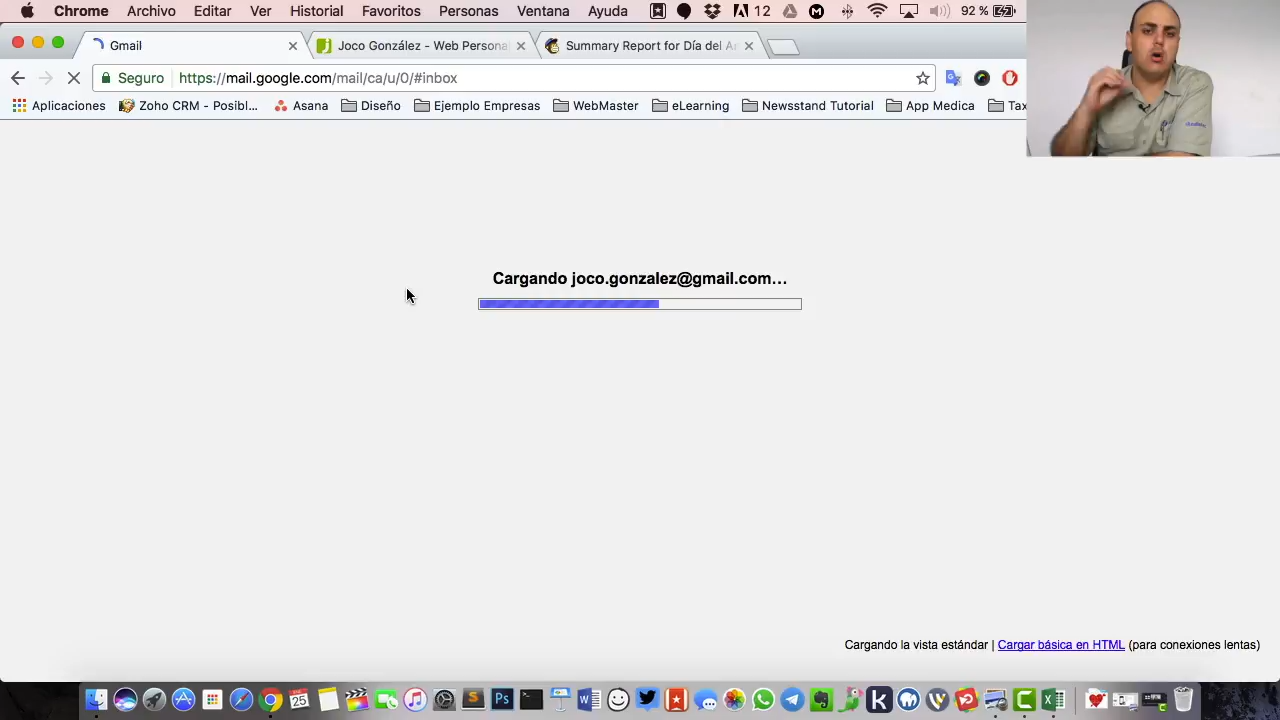 Chrome Archivo Editar Ver Historial Favoritos Personas Ventana Ayuda 12 92 %
Gmail
Joco González - Web Persona
Summary Report for Día del A
Seguro https://mail.google.com/mail/ca/u/0/#inbox
Aplicaciones Zoho CRM - Posibl... Asana Diseño Ejemplo Empresas WebMaster eLearning Newsstand Tutorial App Medica Tax
Cargando joco.gonzalez@gmail.com…
Cargando la vista estándar | Cargar básica en HTML (para conexiones lentas)
25